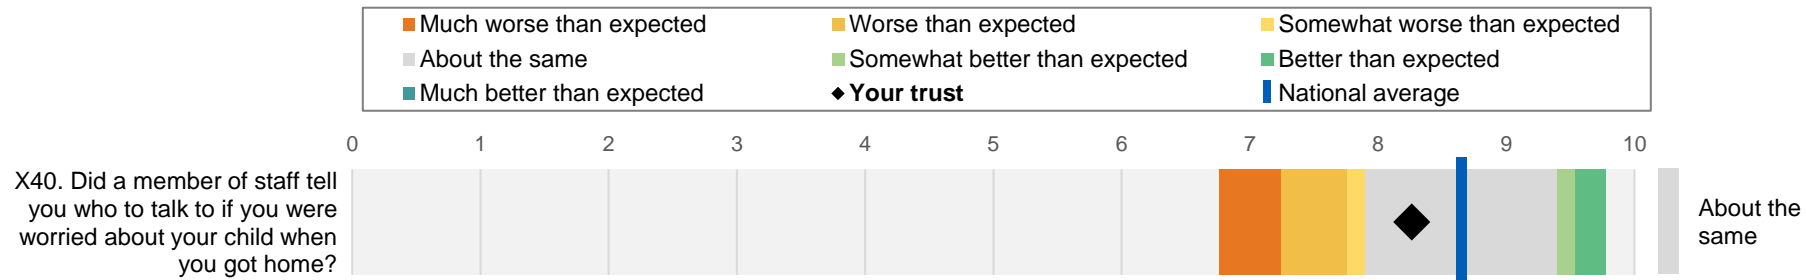 Much worse than expected
Worse than expected
Somewhat worse than expected
About the same
Somewhat better than expected
Better than expected
Much better than expected
Your trust
National average
0 1 2 3 4 5 6 7 8 9 10
X40. Did a member of staff tell
you who to talk to if you were
worried about your child when
you got home?
About the
same